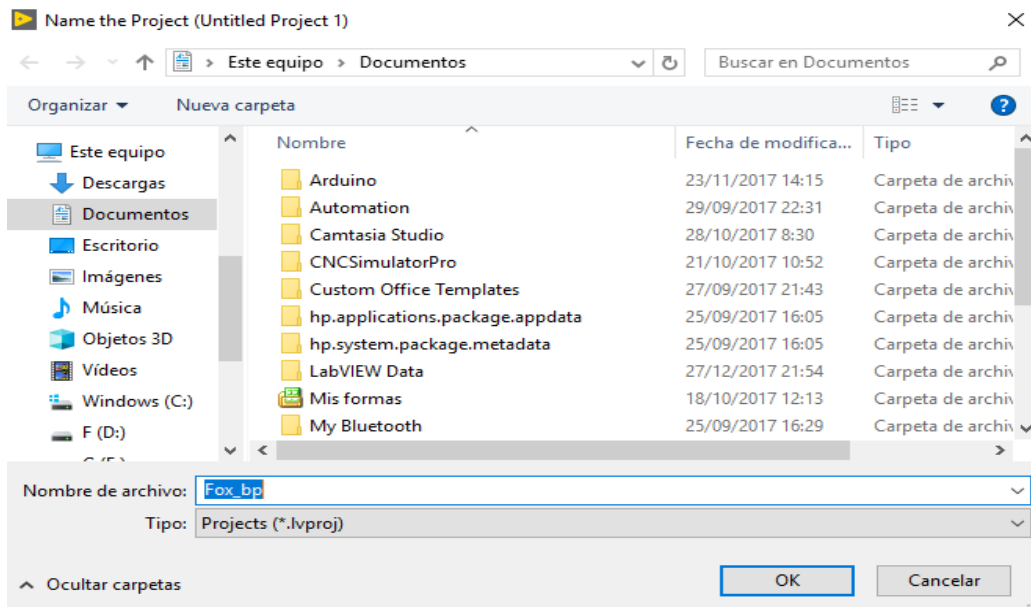 Name the Project (Untitled Project 1)
Este equipo > Documentos
Buscar en Documentos
Organizar
Nueva carpeta
Este equipo
Descargas
Documentos
Escritorio
Imágenes
Música
Objetos 3D
Vídeos
Windows (C:)
F (D:)
Nombre Fecha de modifica... Tipo
Arduino 23/11/2017 14:15 Carpeta de archiv
Automation 29/09/2017 22:31 Carpeta de archiv
Camtasia Studio 28/10/2017 8:30 Carpeta de archiv
CNCSimulatorPro 21/10/2017 10:52 Carpeta de archiv
Custom Office Templates 27/09/2017 21:43 Carpeta de archiv
hp.applications.package.appdata 25/09/2017 16:05 Carpeta de archiv
hp.system.package.metadata 25/09/2017 16:05 Carpeta de archiv
LabVIEW Data 27/12/2017 21:54 Carpeta de archiv
Mis formas 18/10/2017 12:13 Carpeta de archiv
My Bluetooth 25/09/2017 16:29 Carpeta de archiv
Nombre de archivo: Fox_bp
Tipo: Projects (*.lvproj)
Ocultar carpetas
OK
Cancelar